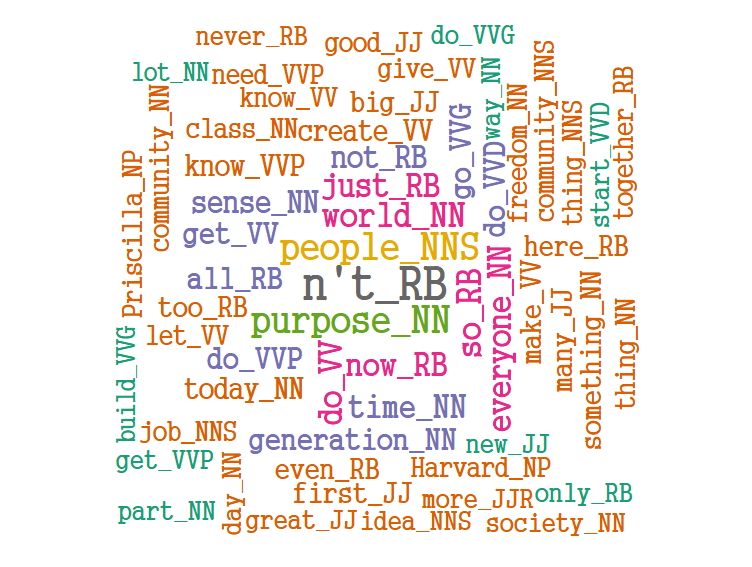 never_RB
good_JJ
do_VVG
lot_NN
need_VVP
give_VV
way_NN
know_VV
big_JJ
community_NN
class_NN
create_VV
go_VVG
freedom_NN
community_NNS
thing_NNS
start_VVD
together_RB
Priscilla_NP
know_VVP
not_RB
do_VVD
just_RB
sense_NN
world_NN
get_VV
people_NNS
here_RB
all_RB
n't_RB
so_RB
everyone_NN
make_VV
many_JJ
something_NN
thing_NN
too_RB
purpose_NN
let_VV
build_VVG
do_VVP
do_VV
now_RB
today_NN
time_NN
job_NNS
generation_NN
new_JJ
get_VVP
day_NN
even_RB
Harvard_NP
first_JJ
more_JJR
only_RB
part_NN
great_JJ
idea_NNS
society_NN